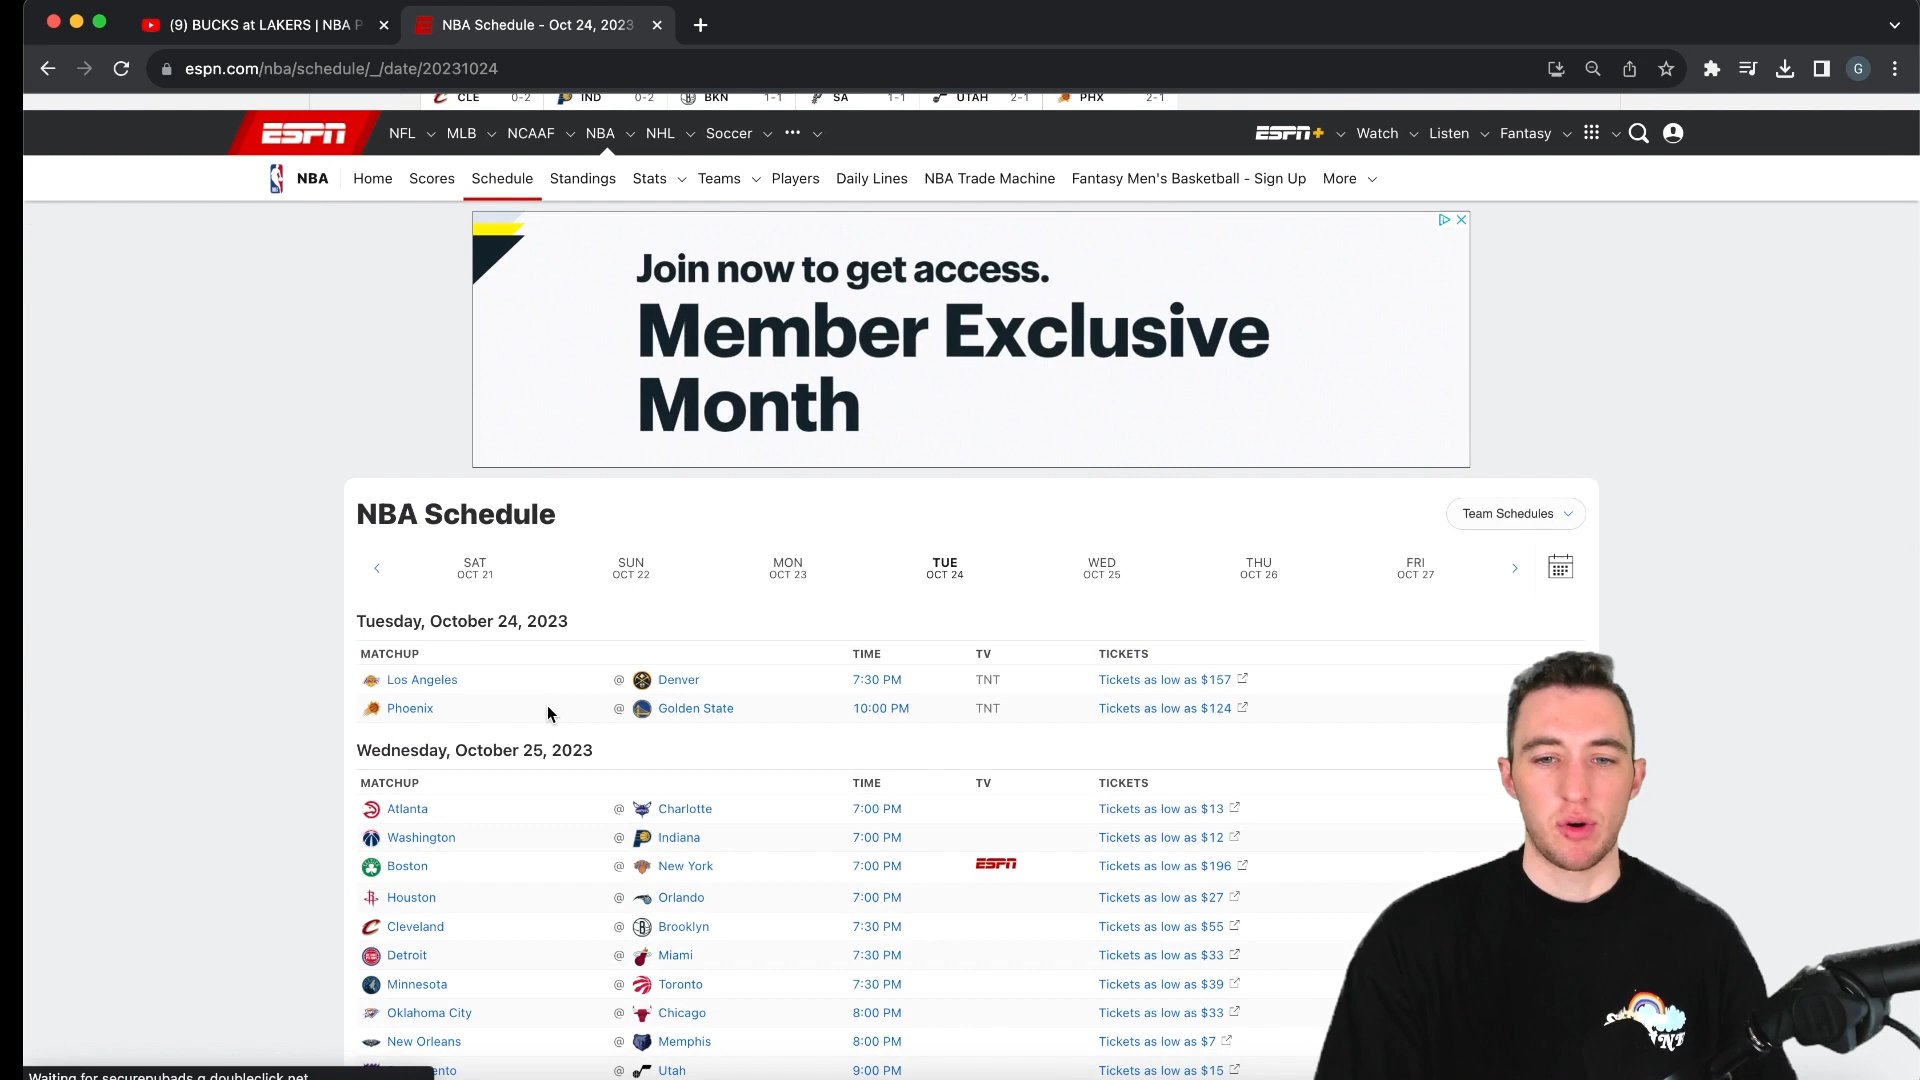 (9) BUCKS at LAKERS | NBA P
NBA Schedule - Oct 24, 2023
espn.com/nba/schedule/_/date/20231024
G
CLE 0-2 IND 0-2 BKN 1-1 SA 1-1 UTAH 2-1 PHX 2-1
ESPN NFL MLB NCAAF NBA NHL Soccer ••• ESPN+ Watch Listen Fantasy
NBA Home Scores Schedule Standings Stats Teams Players Daily Lines NBA Trade Machine Fantasy Men's Basketball - Sign Up More
Join now to get access.
Member Exclusive
Month
NBA Schedule
Team Schedules
SAT SUN MON TUE WED THU FRI
OCT 21 OCT 22 OCT 23 OCT 24 OCT 25 OCT 26 OCT 27
Tuesday, October 24, 2023
MATCHUP TIME TV TICKETS
Los Angeles @ Denver 7:30 PM TNT Tickets as low as $157
Phoenix @ Golden State 10:00 PM TNT Tickets as low as $124
Wednesday, October 25, 2023
MATCHUP TIME TV TICKETS
Atlanta @ Charlotte 7:00 PM Tickets as low as $13
Washington @ Indiana 7:00 PM Tickets as low as $12
Boston @ New York 7:00 PM ESPN Tickets as low as $196
Houston @ Orlando 7:00 PM Tickets as low as $27
Cleveland @ Brooklyn 7:30 PM Tickets as low as $55
Detroit @ Miami 7:30 PM Tickets as low as $33
Minnesota @ Toronto 7:30 PM Tickets as low as $39
Oklahoma City @ Chicago 8:00 PM Tickets as low as $33
New Orleans @ Memphis 8:00 PM Tickets as low as $7
ento @ Utah 9:00 PM Tickets as low as $15
Waiting for securepubads.g.doubleclick.net